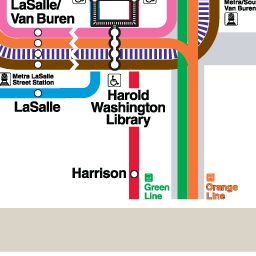 LaSalle/
Van Buren
Metra/Sou
Van Buren
Metra LaSalle
Street Station
LaSalle
Harold
Washington
Library
Harrison
Green
Line
Orange
Line